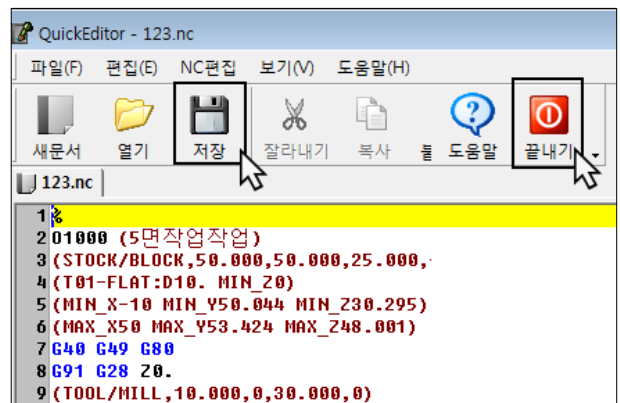 QuickEditor - 123.nc
파일(F) 편집(E) NC편집 보기(V) 도움말(H)
새문서 열기 저장 잘라내기 복사 도움말 끝내기
123.nc
1 %
2 O1000 (5면작업작업)
3 (STOCK/BLOCK,50.000,50.000,25.000,
4 (T01-FLAT:D10. MIN_Z0)
5 (MIN_X-10 MIN_Y50.044 MIN_Z30.295)
6 (MAX_X50 MAX_Y53.424 MAX_Z48.001)
7 G40 G49 G80
8 G91 G28 Z0.
9 (TOOL/MILL,10.000,0,30.000,0)